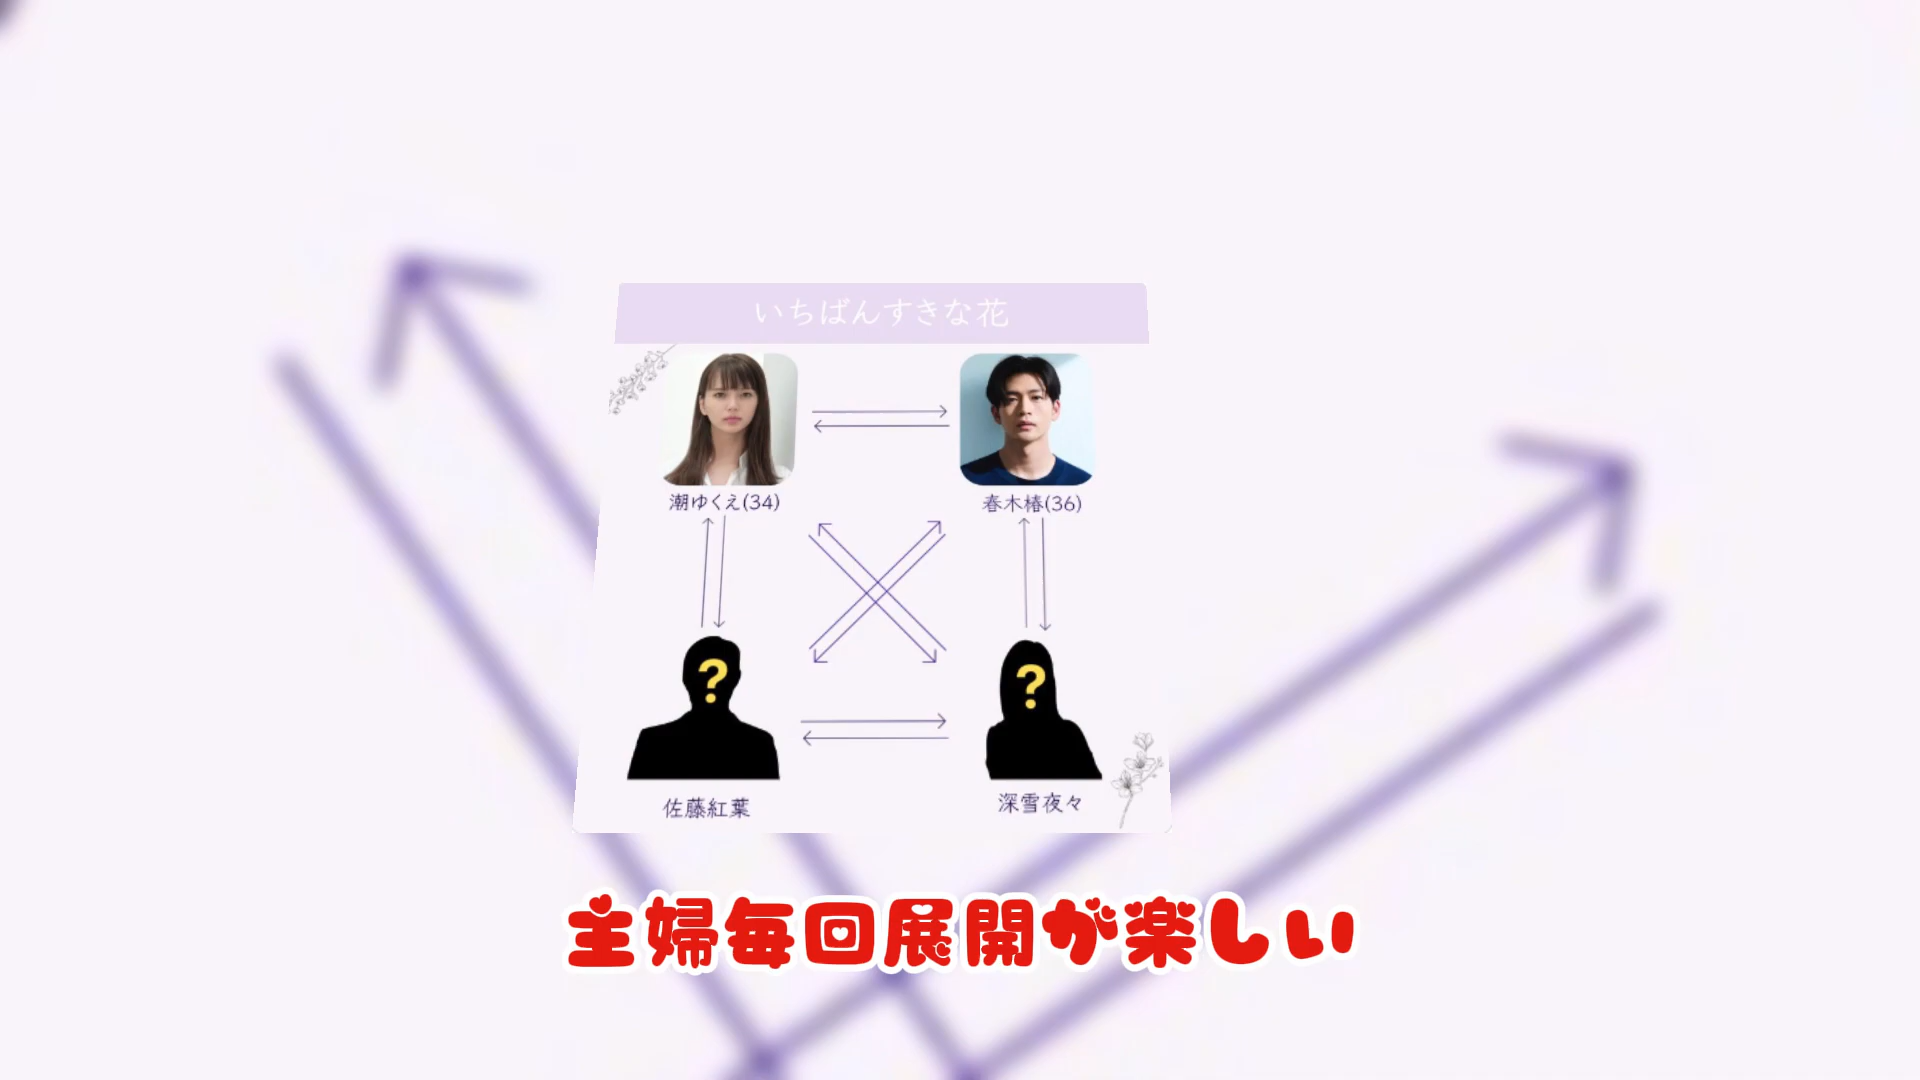 いちばんすきな花
潮ゆくえ(34)
春木椿(36)
?
?
佐藤紅葉
深雪夜々
主婦毎回展開が楽しい